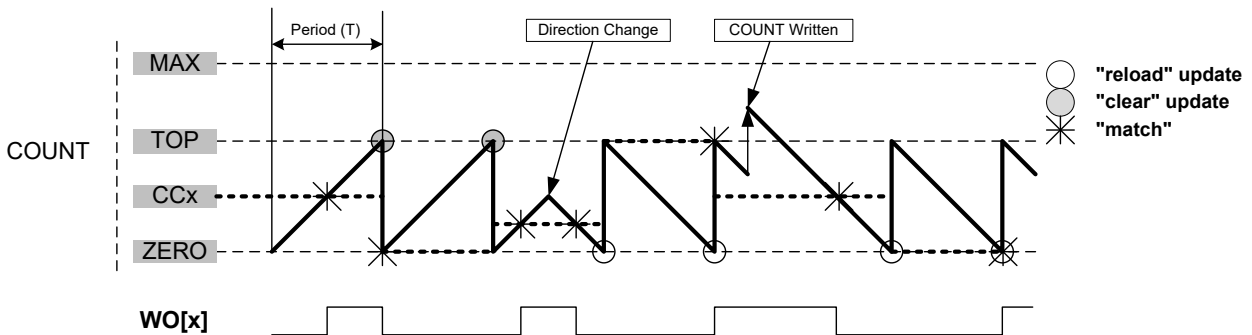 Period (T)
Direction Change
COUNT Written
MAX
"reload" update
"clear" update
TOP
"match"
COUNT
CCx
ZERO
WO[x]